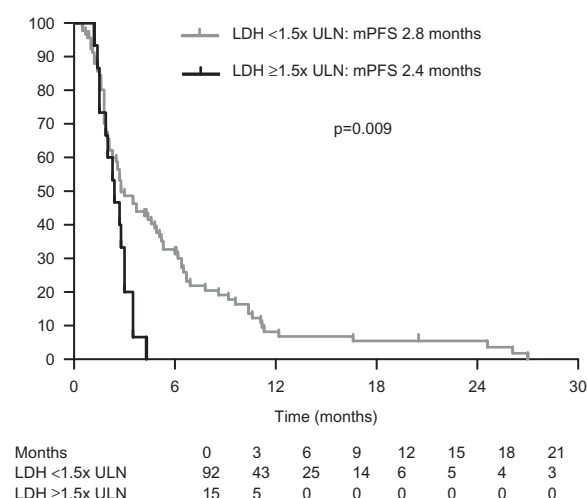 100
90
80
70
60
50
40
30
20
10
0
LDH <1.5x ULN: mPFS 2.8 months
LDH ≥1.5x ULN: mPFS 2.4 months
p=0.009
0 6 12 18 24 30
Time (months)
Months 0 3 6 9 12 15 18 21
LDH <1.5x ULN 92 43 25 14 6 5 4 3
LDH ≥1.5x ULN 15 5 0 0 0 0 0 0